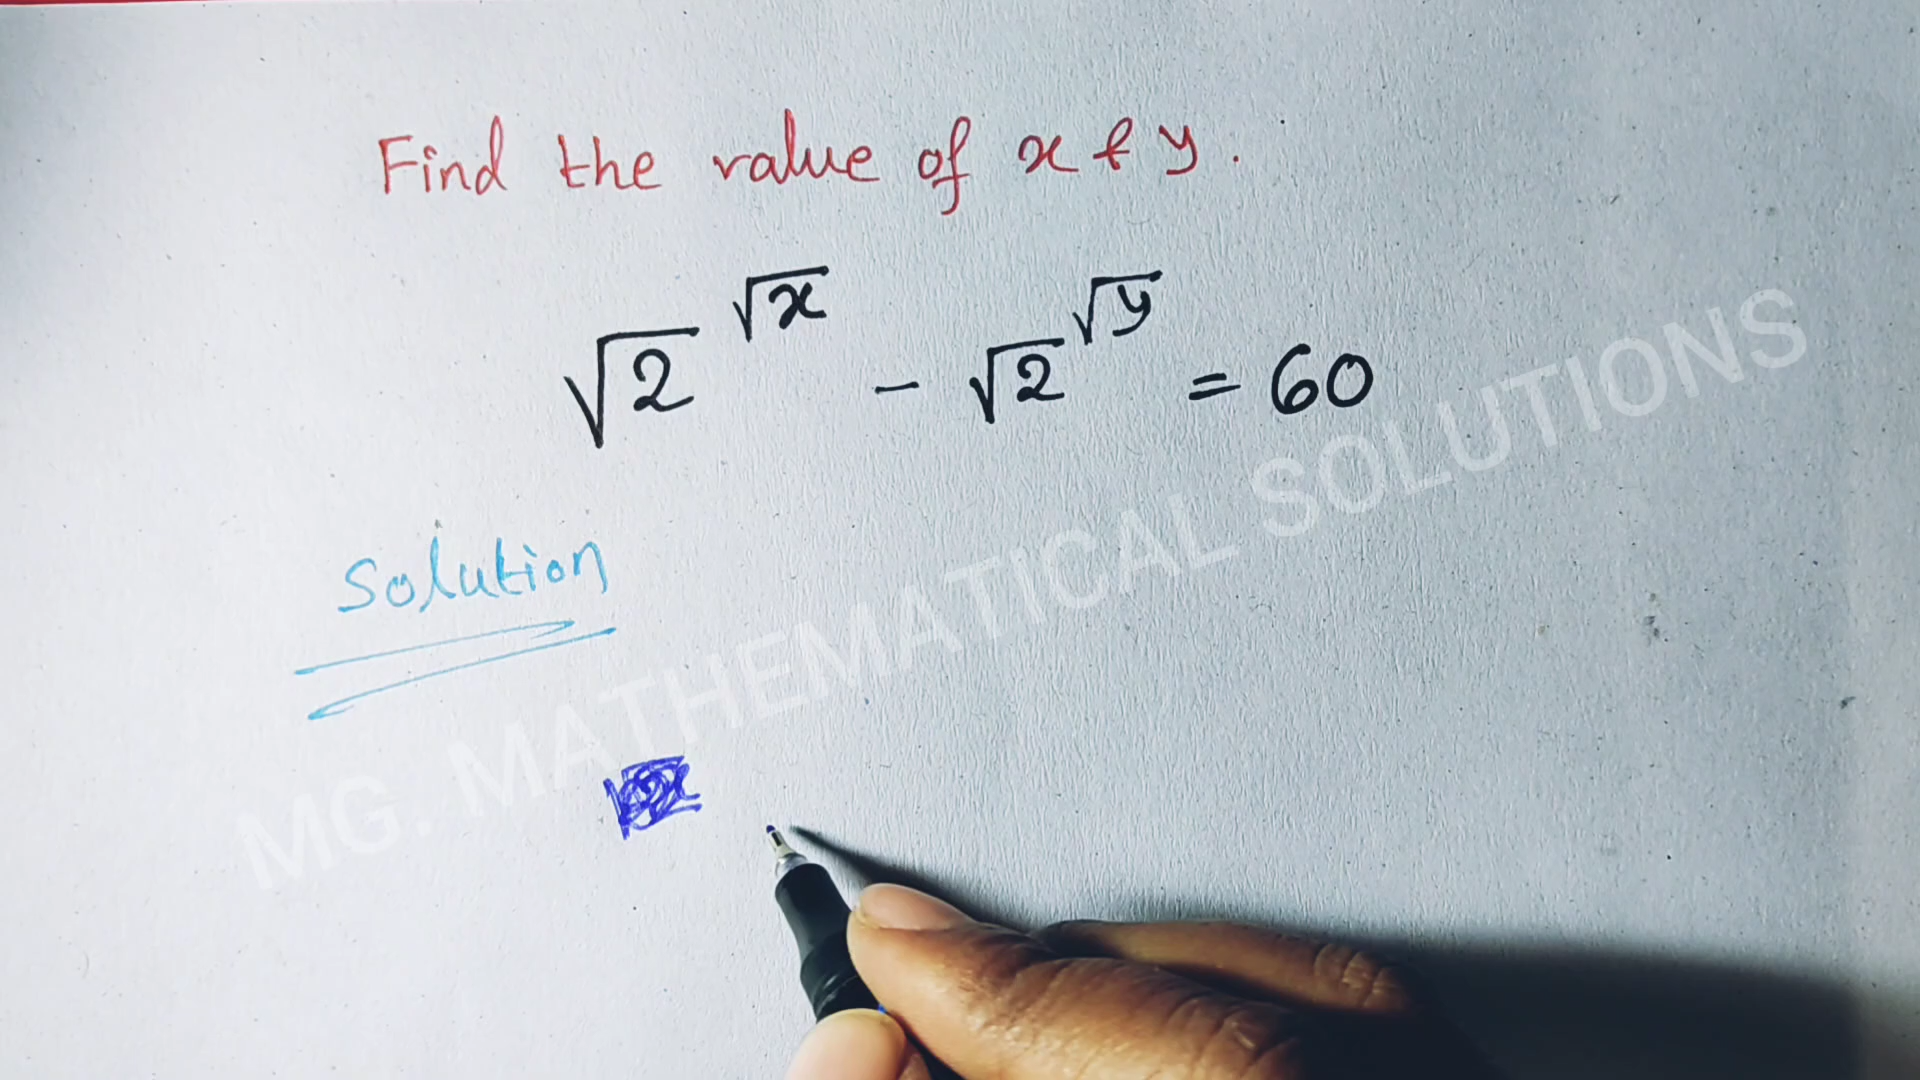 Find the value of x & y.
√2^√x - √2^√y = 60
Solution
MG. MATHEMATICAL SOLUTIONS